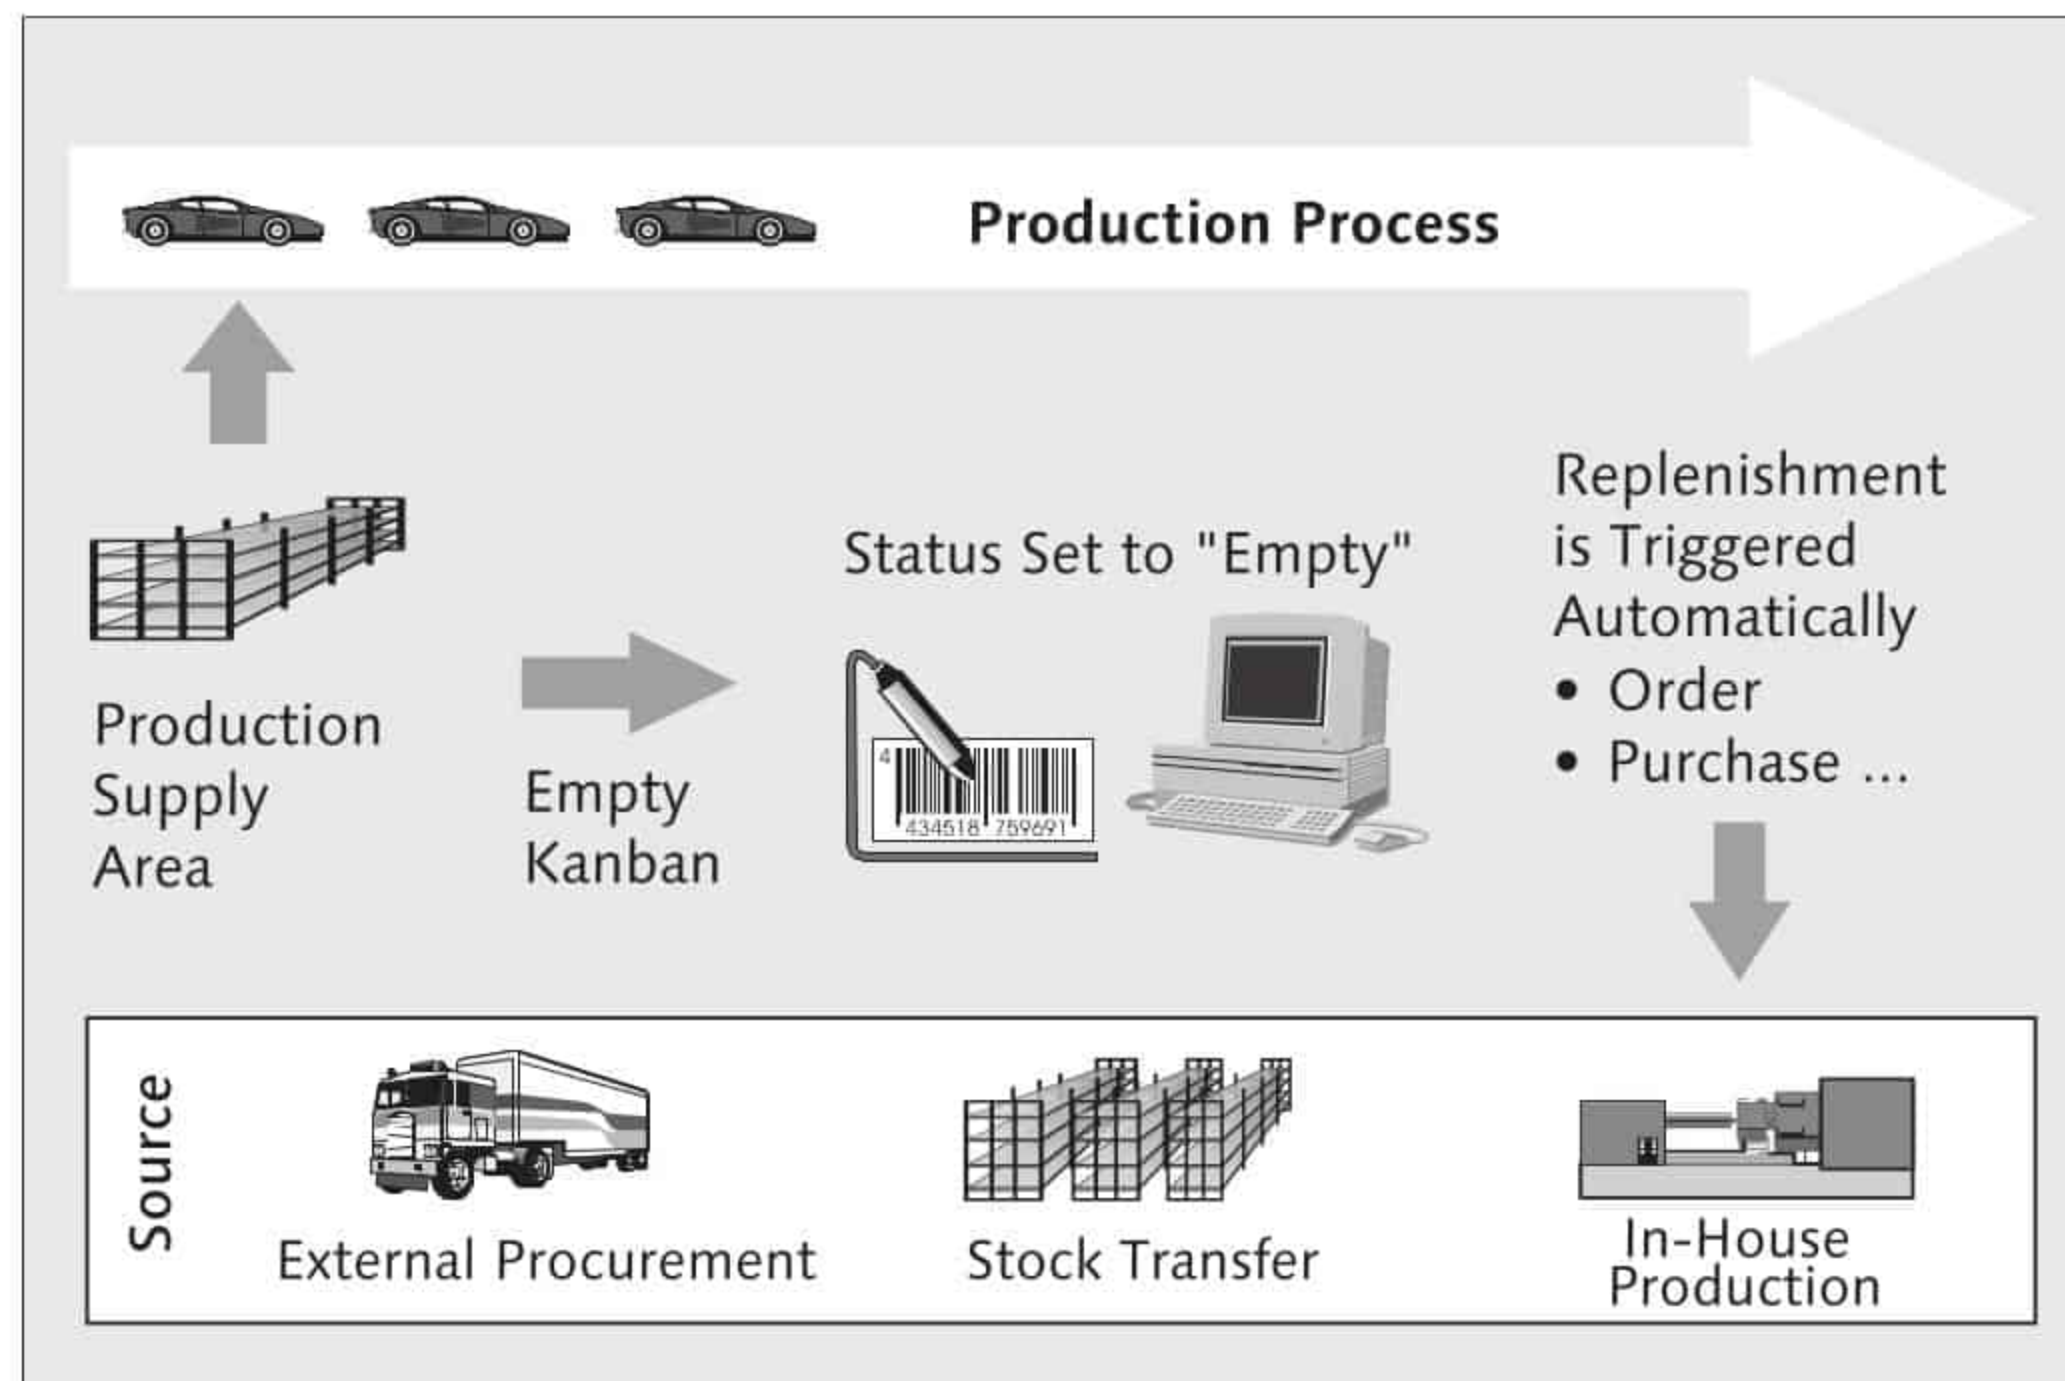 Production Process
Production
Supply
Area
Empty
Kanban
Status Set to "Empty"
4
434518 759691
Replenishment
is Triggered
Automatically
• Order
• Purchase ...
Source
External Procurement
Stock Transfer
In-House
Production